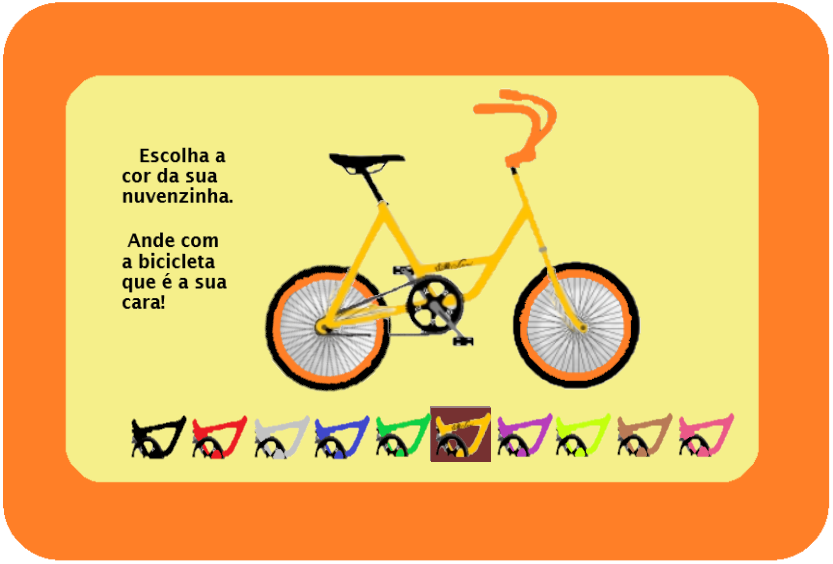 Escolha a
cor da sua
nuvenzinha.
Ande com
a bicicleta
que é a sua
cara!